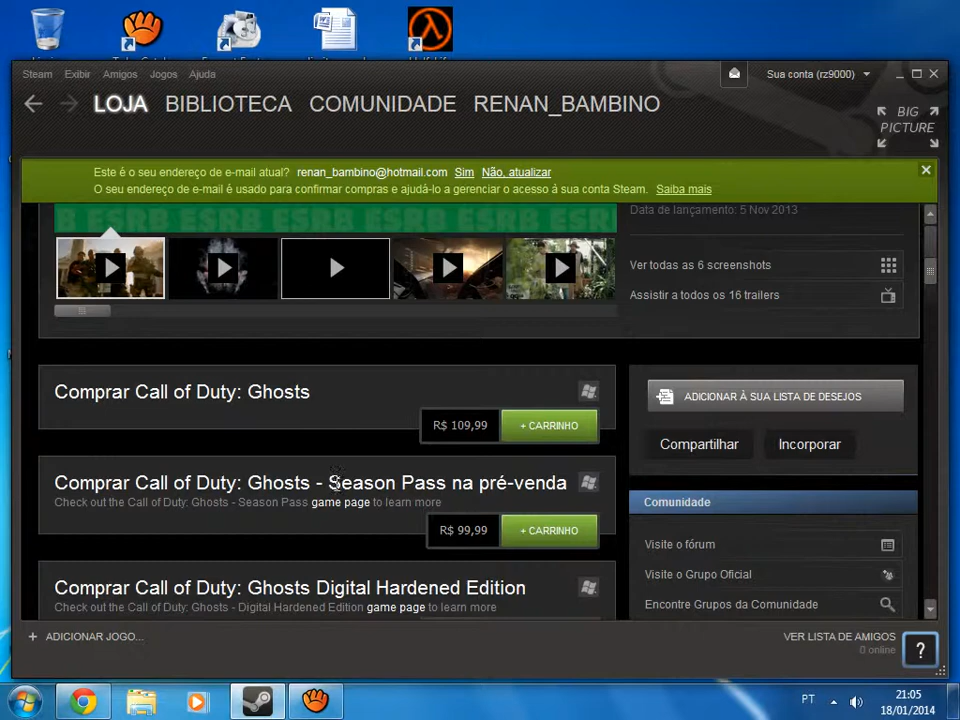 Steam Exibir Amigos Jogos Ajuda
Sua conta (rz9000)
LOJA BIBLIOTECA COMUNIDADE RENAN_BAMBINO
BIG
PICTURE
Este é o seu endereço de e-mail atual? renan_bambino@hotmail.com Sim Não, atualizar
O seu endereço de e-mail é usado para confirmar compras e ajudá-lo a gerenciar o acesso à sua conta Steam. Saiba mais
ESRB ESRB ESRB ESRB ESRB
Data de lançamento: 5 Nov 2013
Ver todas as 6 screenshots
Assistir a todos os 16 trailers
Comprar Call of Duty: Ghosts
R$ 109,99 + CARRINHO
ADICIONAR À SUA LISTA DE DESEJOS
Compartilhar Incorporar
Comprar Call of Duty: Ghosts - Season Pass na pré-venda
Check out the Call of Duty: Ghosts - Season Pass game page to learn more
R$ 99,99 + CARRINHO
Comunidade
Visite o fórum
Visite o Grupo Oficial
Encontre Grupos da Comunidade
Comprar Call of Duty: Ghosts Digital Hardened Edition
Check out the Call of Duty: Ghosts - Digital Hardened Edition game page to learn more
+ ADICIONAR JOGO...
VER LISTA DE AMIGOS
0 online
?
PT
21:05
18/01/2014